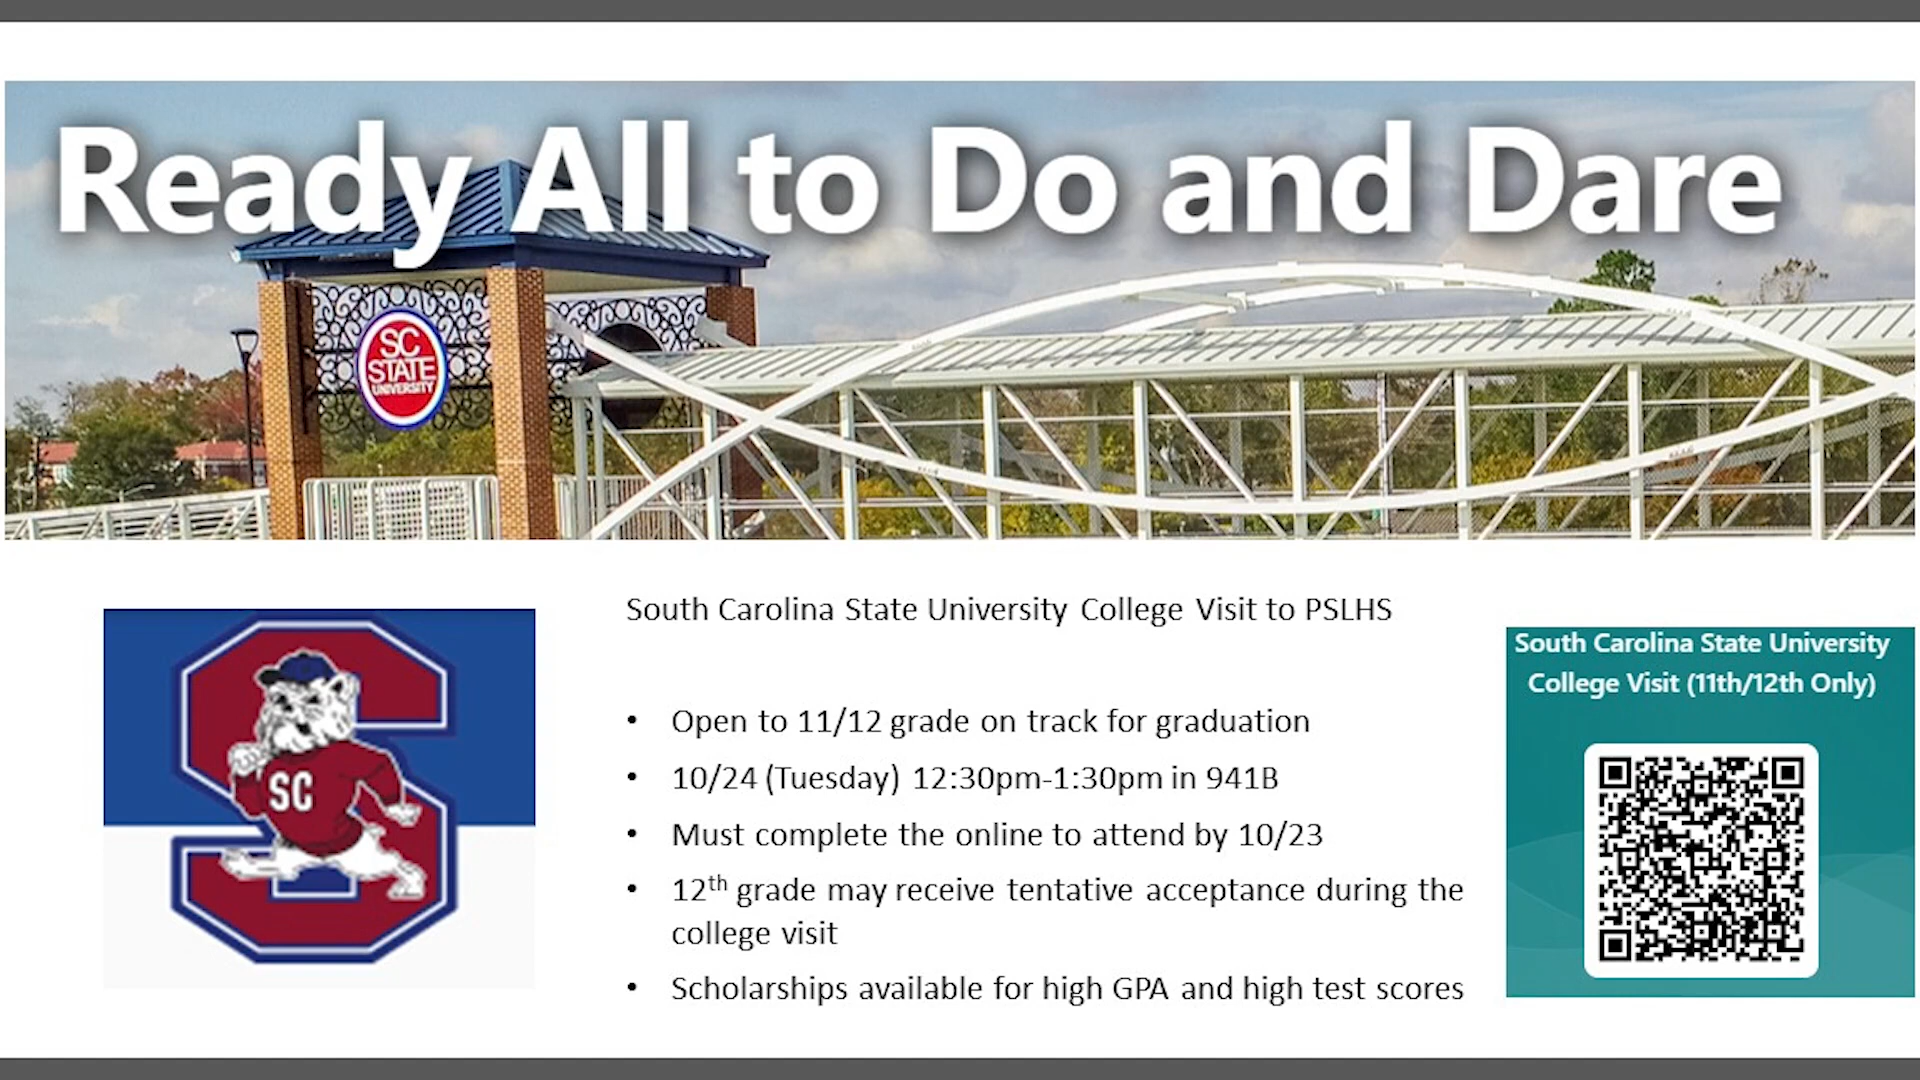 Ready All to Do and Dare
SC
STATE
UNIVERSITY
South Carolina State University College Visit to PSLHS
SC
• Open to 11/12 grade on track for graduation
• 10/24 (Tuesday) 12:30pm-1:30pm in 941B
• Must complete the online to attend by 10/23
• 12th grade may receive tentative acceptance during the
college visit
• Scholarships available for high GPA and high test scores
South Carolina State University
College Visit (11th/12th Only)